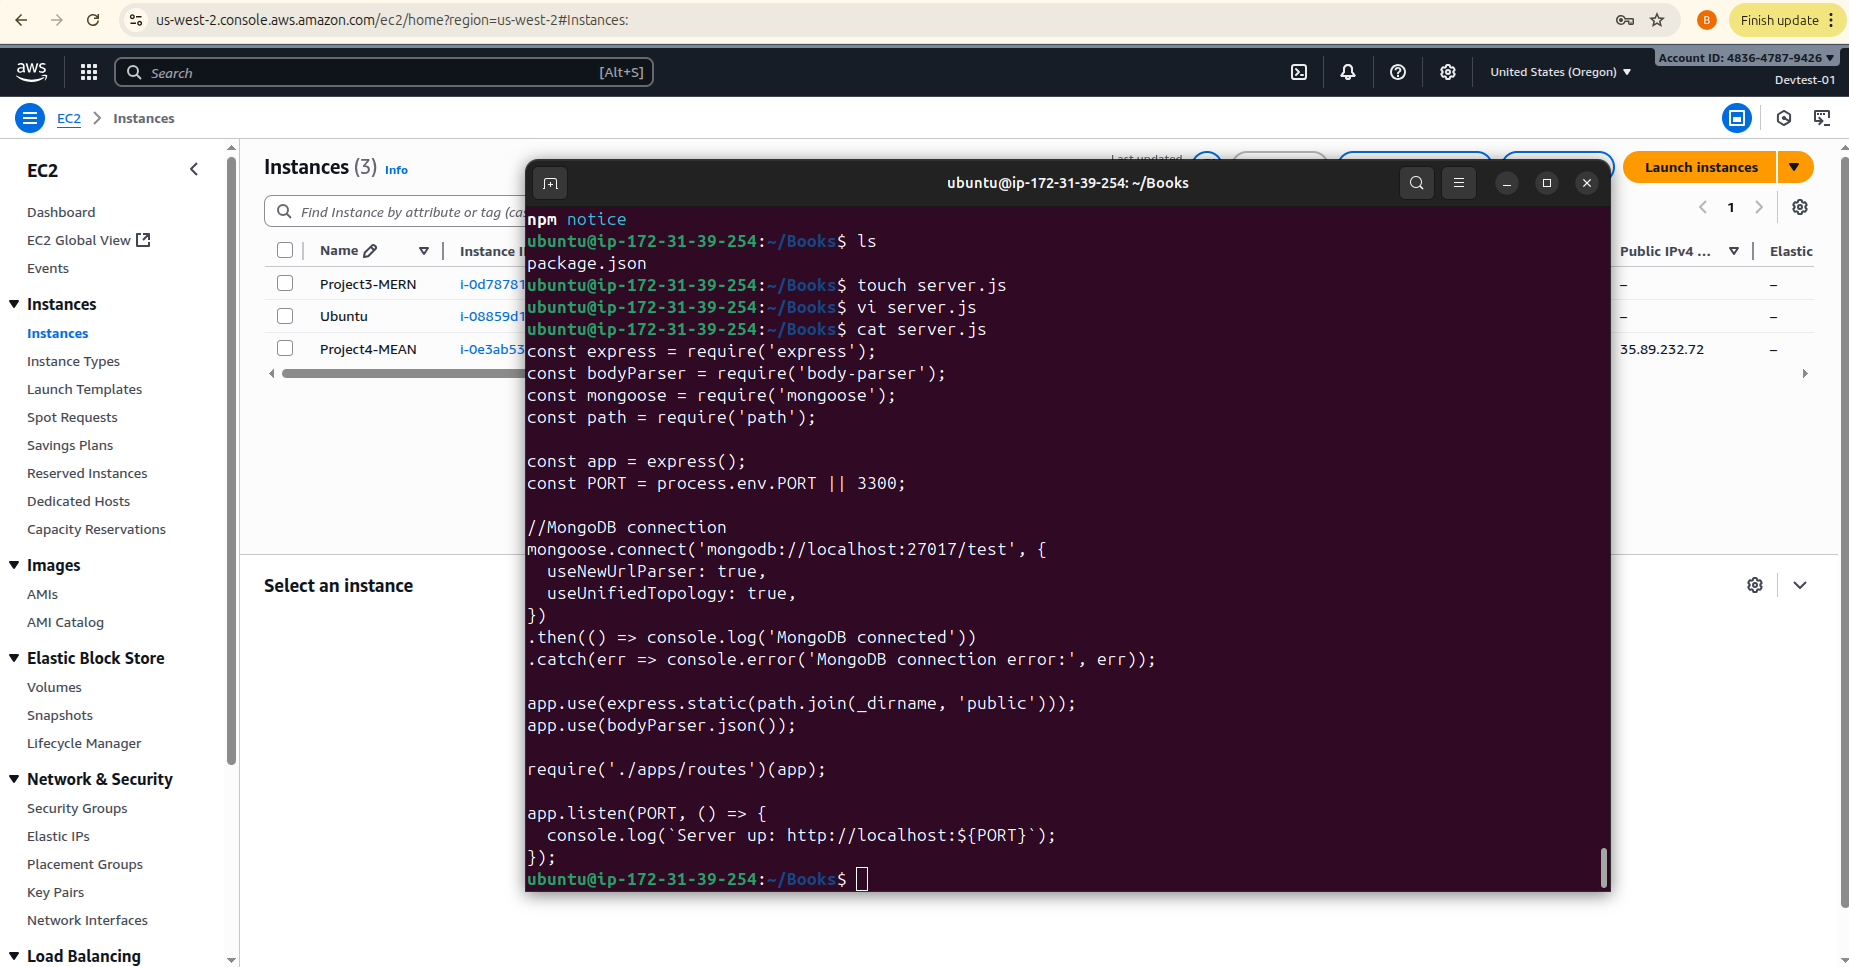 us-west-2.console.aws.amazon.com/ec2/home?region=us-west-2#Instances:
B
Finish update
aws
Search
[Alt+S]
United States (Oregon)
Account ID: 4836-4787-9426
Devtest-01
EC2
Instances
EC2
Dashboard
EC2 Global View
Events
Instances
Instances
Instance Types
Launch Templates
Spot Requests
Savings Plans
Reserved Instances
Dedicated Hosts
Capacity Reservations
Images
AMIs
AMI Catalog
Elastic Block Store
Volumes
Snapshots
Lifecycle Manager
Network & Security
Security Groups
Elastic IPs
Placement Groups
Key Pairs
Network Interfaces
Load Balancing
Instances (3) Info
Last updated
Launch instances
Find Instance by attribute or tag (cas
1
Name
Instance I
Public IPv4 ...
Elastic
Project3-MERN
i-0d78781
–
–
Ubuntu
i-08859d1
–
–
Project4-MEAN
i-0e3ab53
35.89.232.72
–
Select an instance
ubuntu@ip-172-31-39-254: ~/Books
npm notice
ubuntu@ip-172-31-39-254:~/Books$ ls
package.json
ubuntu@ip-172-31-39-254:~/Books$ touch server.js
ubuntu@ip-172-31-39-254:~/Books$ vi server.js
ubuntu@ip-172-31-39-254:~/Books$ cat server.js
const express = require('express');
const bodyParser = require('body-parser');
const mongoose = require('mongoose');
const path = require('path');
const app = express();
const PORT = process.env.PORT || 3300;
//MongoDB connection
mongoose.connect('mongodb://localhost:27017/test', {
  useNewUrlParser: true,
  useUnifiedTopology: true,
})
.then(() => console.log('MongoDB connected'))
.catch(err => console.error('MongoDB connection error:', err));
app.use(express.static(path.join(_dirname, 'public')));
app.use(bodyParser.json());
require('./apps/routes')(app);
app.listen(PORT, () => {
  console.log(`Server up: http://localhost:${PORT}`);
});
ubuntu@ip-172-31-39-254:~/Books$